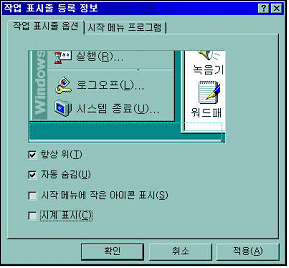 작업 표시줄 등록 정보
작업 표시줄 옵션
시작 메뉴 프로그램
Windows
실행(R)...
로그오프(L)...
시스템 종료(U)...
녹음기
워드패
항상 위(T)
자동 숨김(U)
시작 메뉴에 작은 아이콘 표시(S)
시계 표시(C)
확인
취소
적용(A)